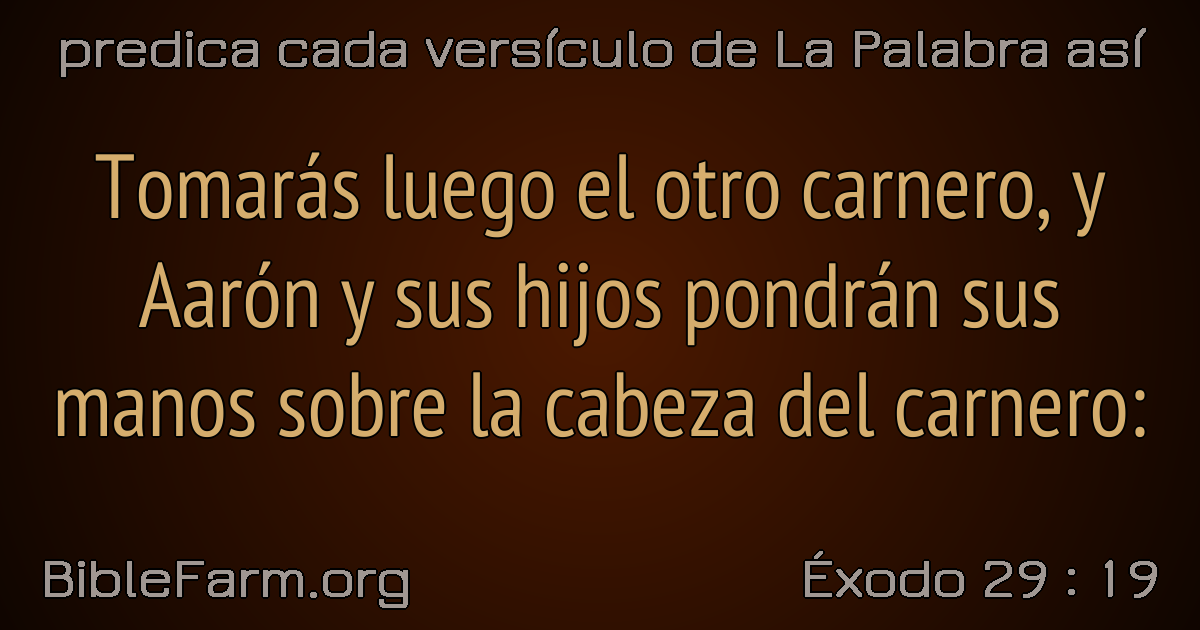 predica cada versículo de La Palabra así
Tomarás luego el otro carnero, y
Aarón y sus hijos pondrán sus
manos sobre la cabeza del carnero:
BibleFarm.org
Éxodo 29 : 19